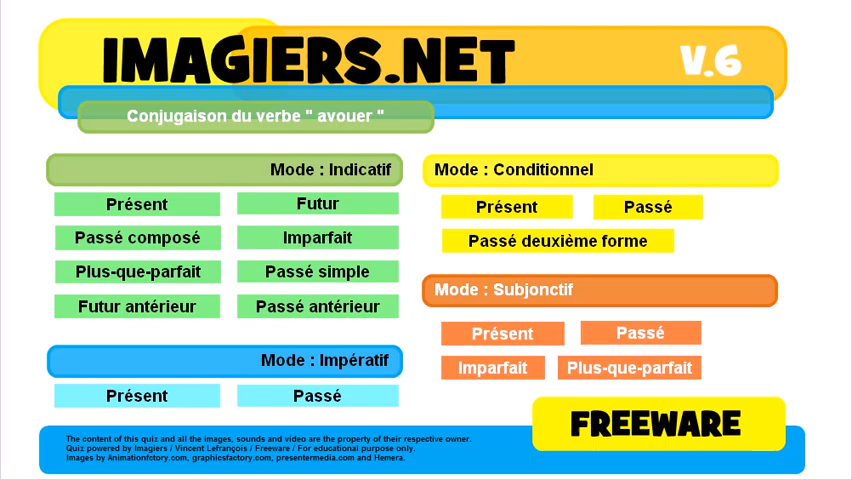 IMAGIERS.NET
V.6
Conjugaison du verbe " avouer "
Mode : Indicatif
Présent
Futur
Passé composé
Imparfait
Plus-que-parfait
Passé simple
Futur antérieur
Passé antérieur
Mode : Impératif
Présent
Passé
Mode : Conditionnel
Présent
Passé
Passé deuxième forme
Mode : Subjonctif
Présent
Passé
Imparfait
Plus-que-parfait
FREEWARE
The content of this quiz and all the images, sounds and video are the property of their respective owner.
Quiz powered by Imagiers / Vincent Lefrançois / Freeware / For educational purpose only.
Images by Animationfctory.com, graphicsfactory.com, presentermedia.com and Hemera.